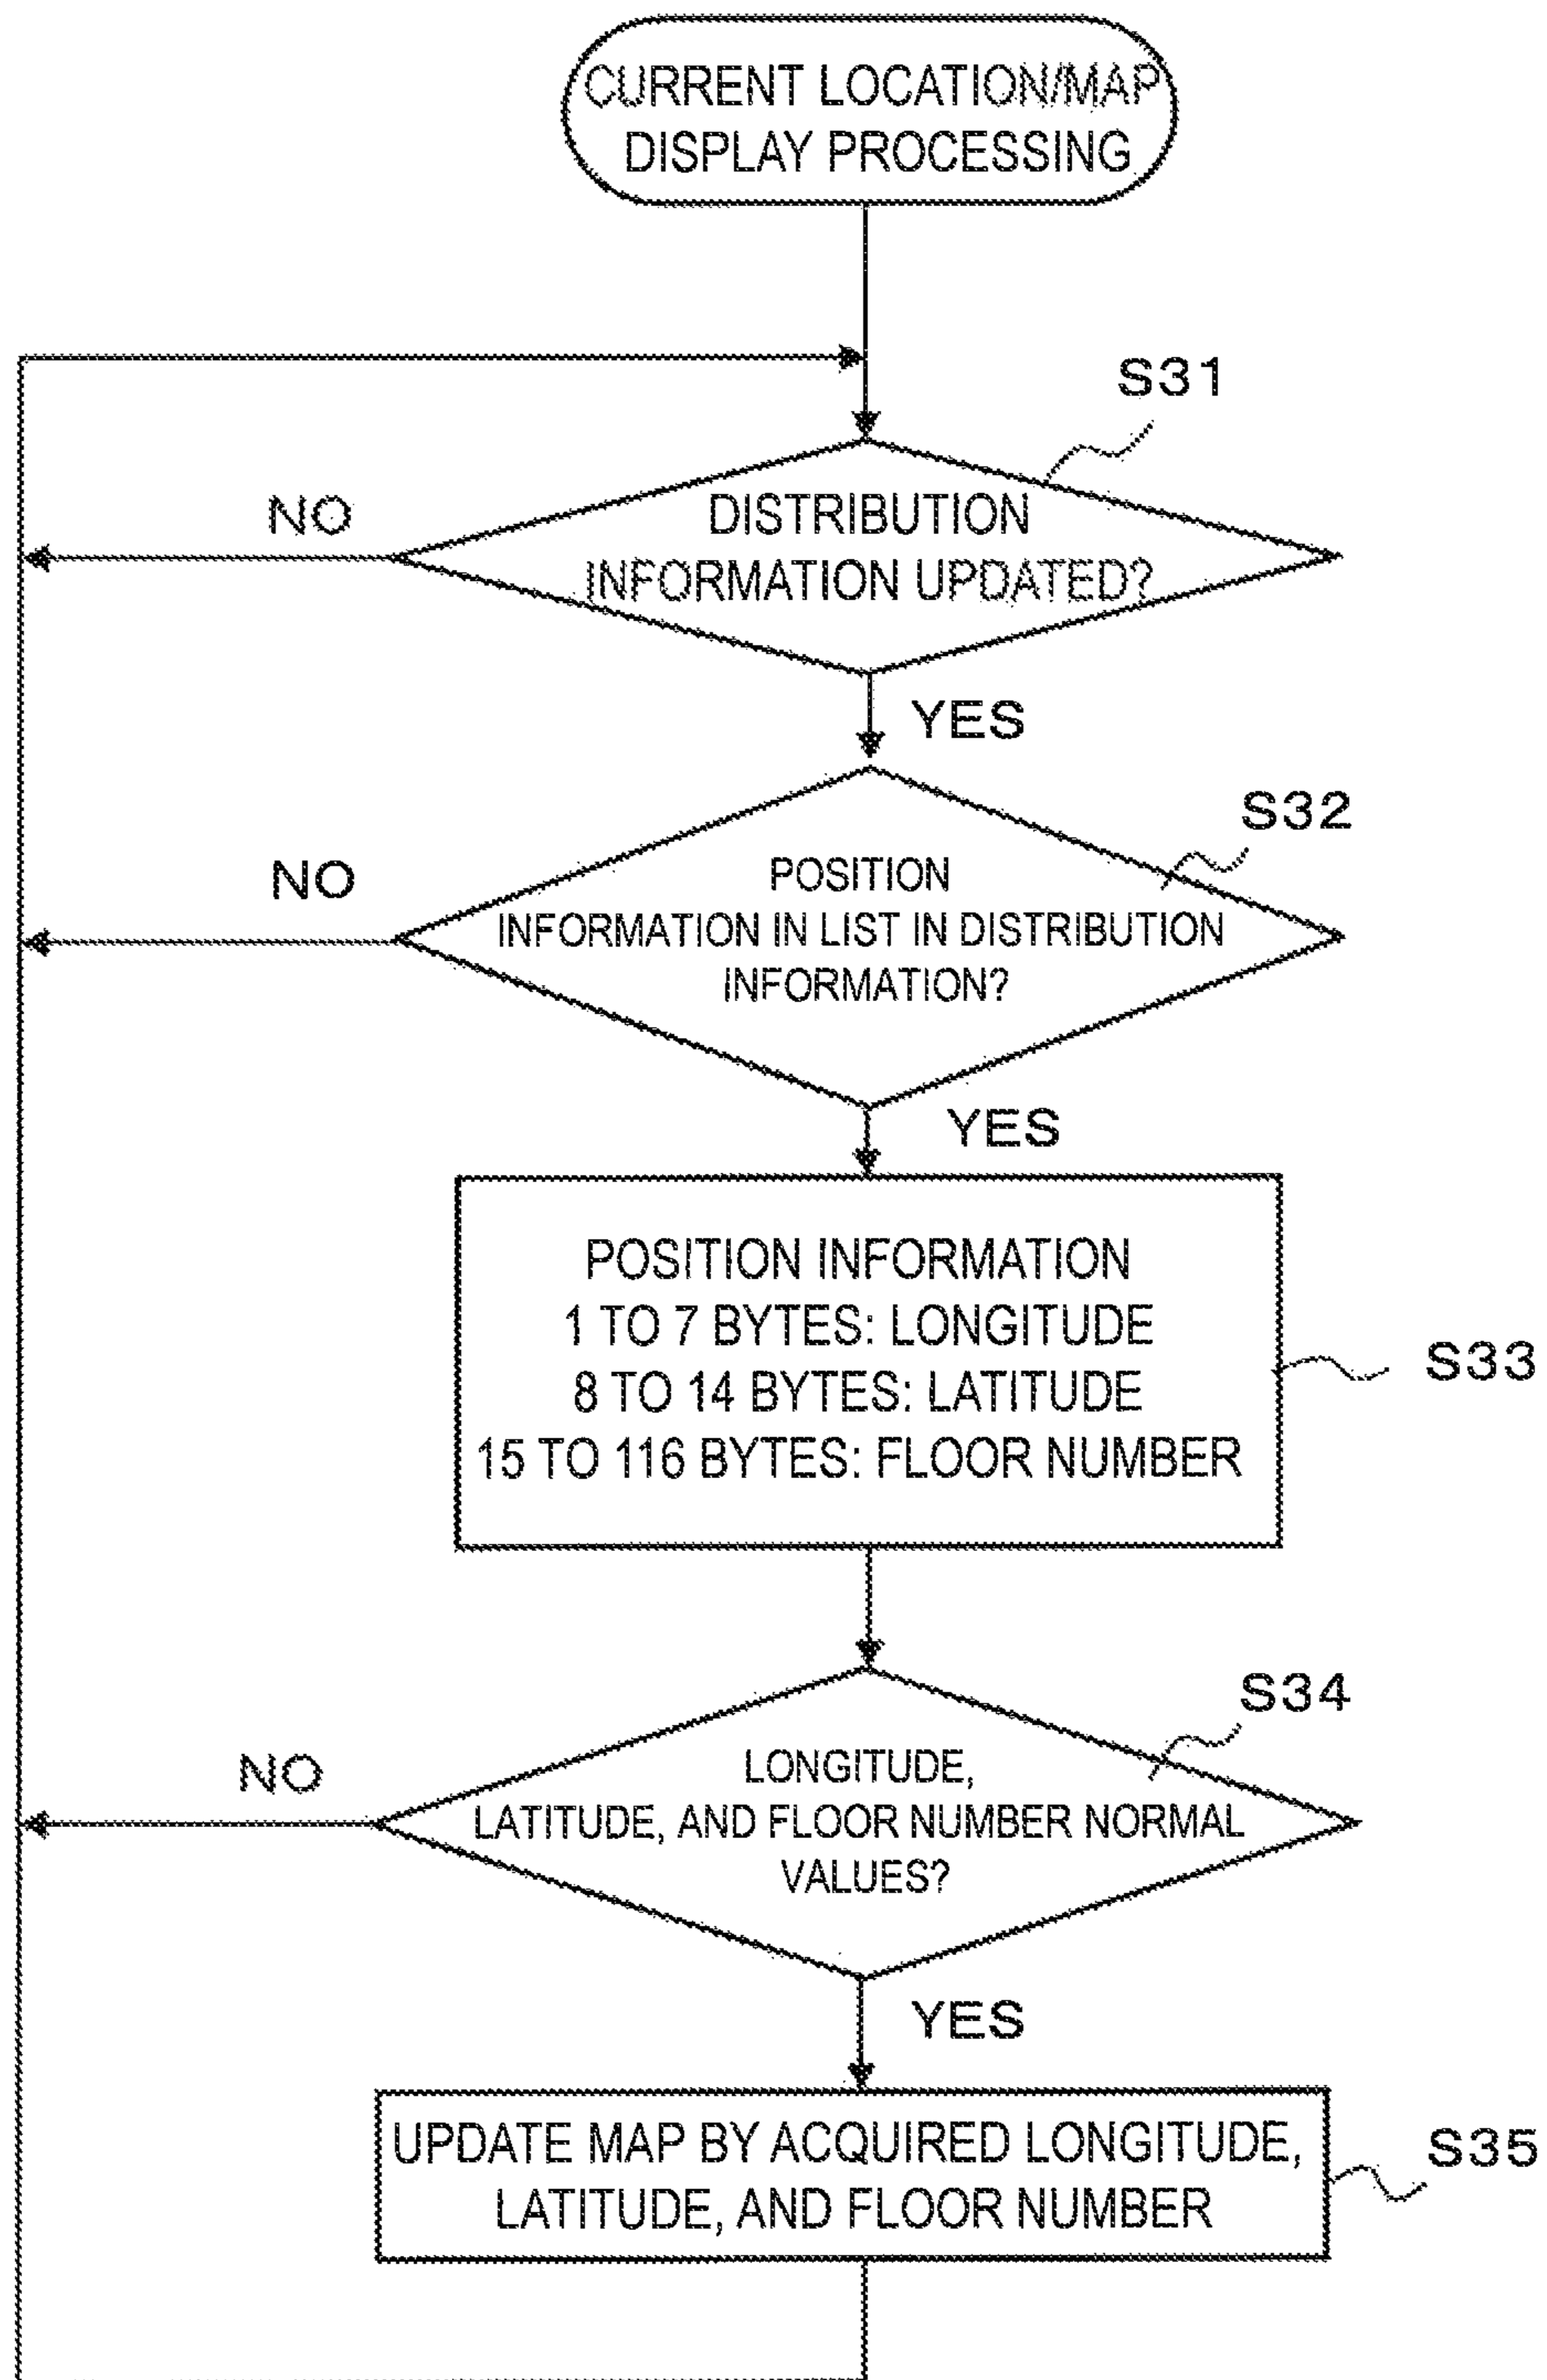 CURRENT LOCATION/MAP
DISPLAY PROCESSING
S31
NO
DISTRIBUTION
INFORMATION UPDATED?
YES
S32
NO
POSITION
INFORMATION IN LIST IN DISTRIBUTION
INFORMATION?
YES
POSITION INFORMATION
1 TO 7 BYTES: LONGITUDE
8 TO 14 BYTES: LATITUDE
15 TO 116 BYTES: FLOOR NUMBER
S33
S34
NO
LONGITUDE,
LATITUDE, AND FLOOR NUMBER NORMAL
VALUES?
YES
UPDATE MAP BY ACQUIRED LONGITUDE,
LATITUDE, AND FLOOR NUMBER
S35